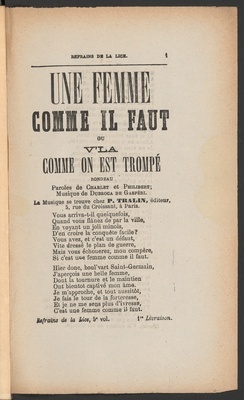 REFRAINS DE LA LICE. 1
UNE FEMME
COMME IL FAUT
OU
V'LA
COMME ON EST TROMPÉ
RONDEAU
Paroles de CHARLET et PHILIBERT;
Musique de DUBROCA DE GASPÉRI.
La Musique se trouve chez P. TRALIN, éditeur,
5, rue du Croissant, à Paris.
Vous arriva-t-il quelquefois,
Quand vous flânez de par la ville,
En voyant un joli minois,
D'en croire la conquête facile?
Vous avez, et c'est un défaut,
Vite dressé le plan de guerre,
Mais vous échouerez, mon compère,
Si c'est une femme comme il faut.
Hier donc, boul'vart Saint-Germain,
J'aperçois une belle femme,
Dont la tournure et le maintien
Ont bientôt captivé mon âme.
Je m'approche, et tout aussitôt,
Je fais le tour de la forteresse,
Et je ne me sens plus d'ivresse,
C'est une femme comme il faut.
Refrains de la Lice, 5e vol. 1re Livraison.